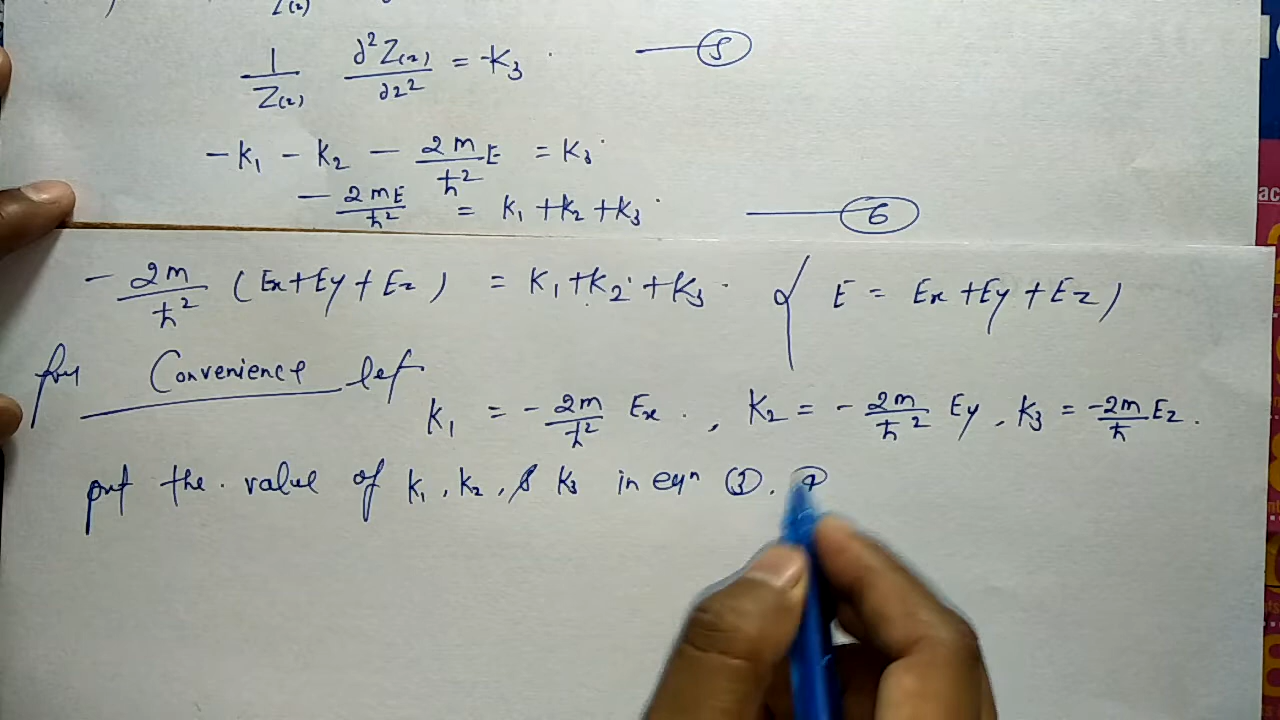 Z(z)
1/Z(z) ∂²Z(z)/∂z² = -K₃ . —— ⑤
- K₁ - K₂ - 2m/ħ² E = K₃ .
- 2mE/ħ² = K₁ + K₂ + K₃ . —— ⑥
- 2m/ħ² (Ex + Ey + Ez) = K₁ + K₂ + K₃ . E = Ex + Ey + Ez)
for Convenience let
K₁ = - 2m/ħ² Ex . , K₂ = - 2m/ħ² Ey , K₃ = -2m/ħ Ez .
put the value of K₁ , K₂ , & K₃ in eqⁿ ③ , ④